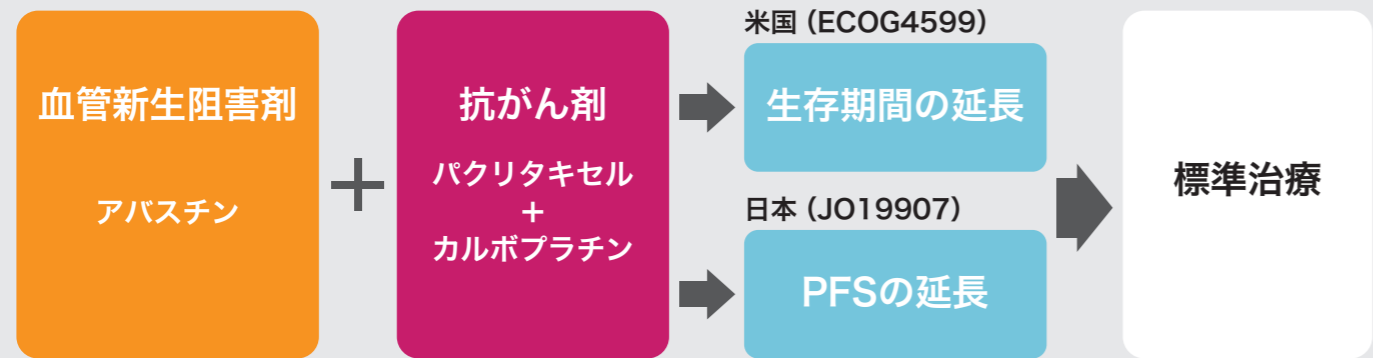 血管新生阻害剤
アバスチン
＋
抗がん剤
パクリタキセル
＋
カルボプラチン
米国（ECOG4599）
生存期間の延長
日本（JO19907）
PFSの延長
標準治療